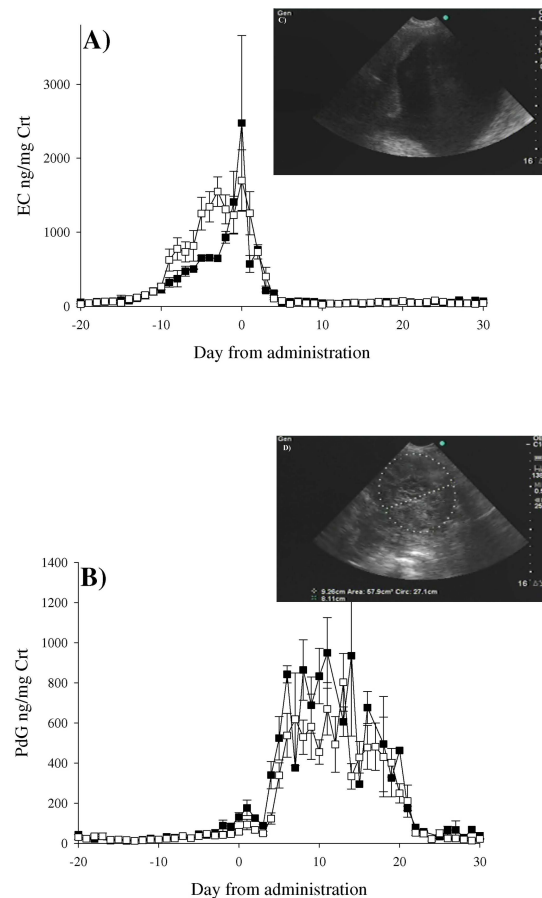 A)
Gen
C)
16
3000
2000
1000
0
EC ng/mg Crt
-20 -10 0 10 20 30
Day from administration
Gen
D)
16
9.26cm Area: 57.9cm² Circ: 27.1cm
8.11cm
B)
1400
1200
1000
800
600
400
200
0
PdG ng/mg Crt
-20 -10 0 10 20 30
Day from administration